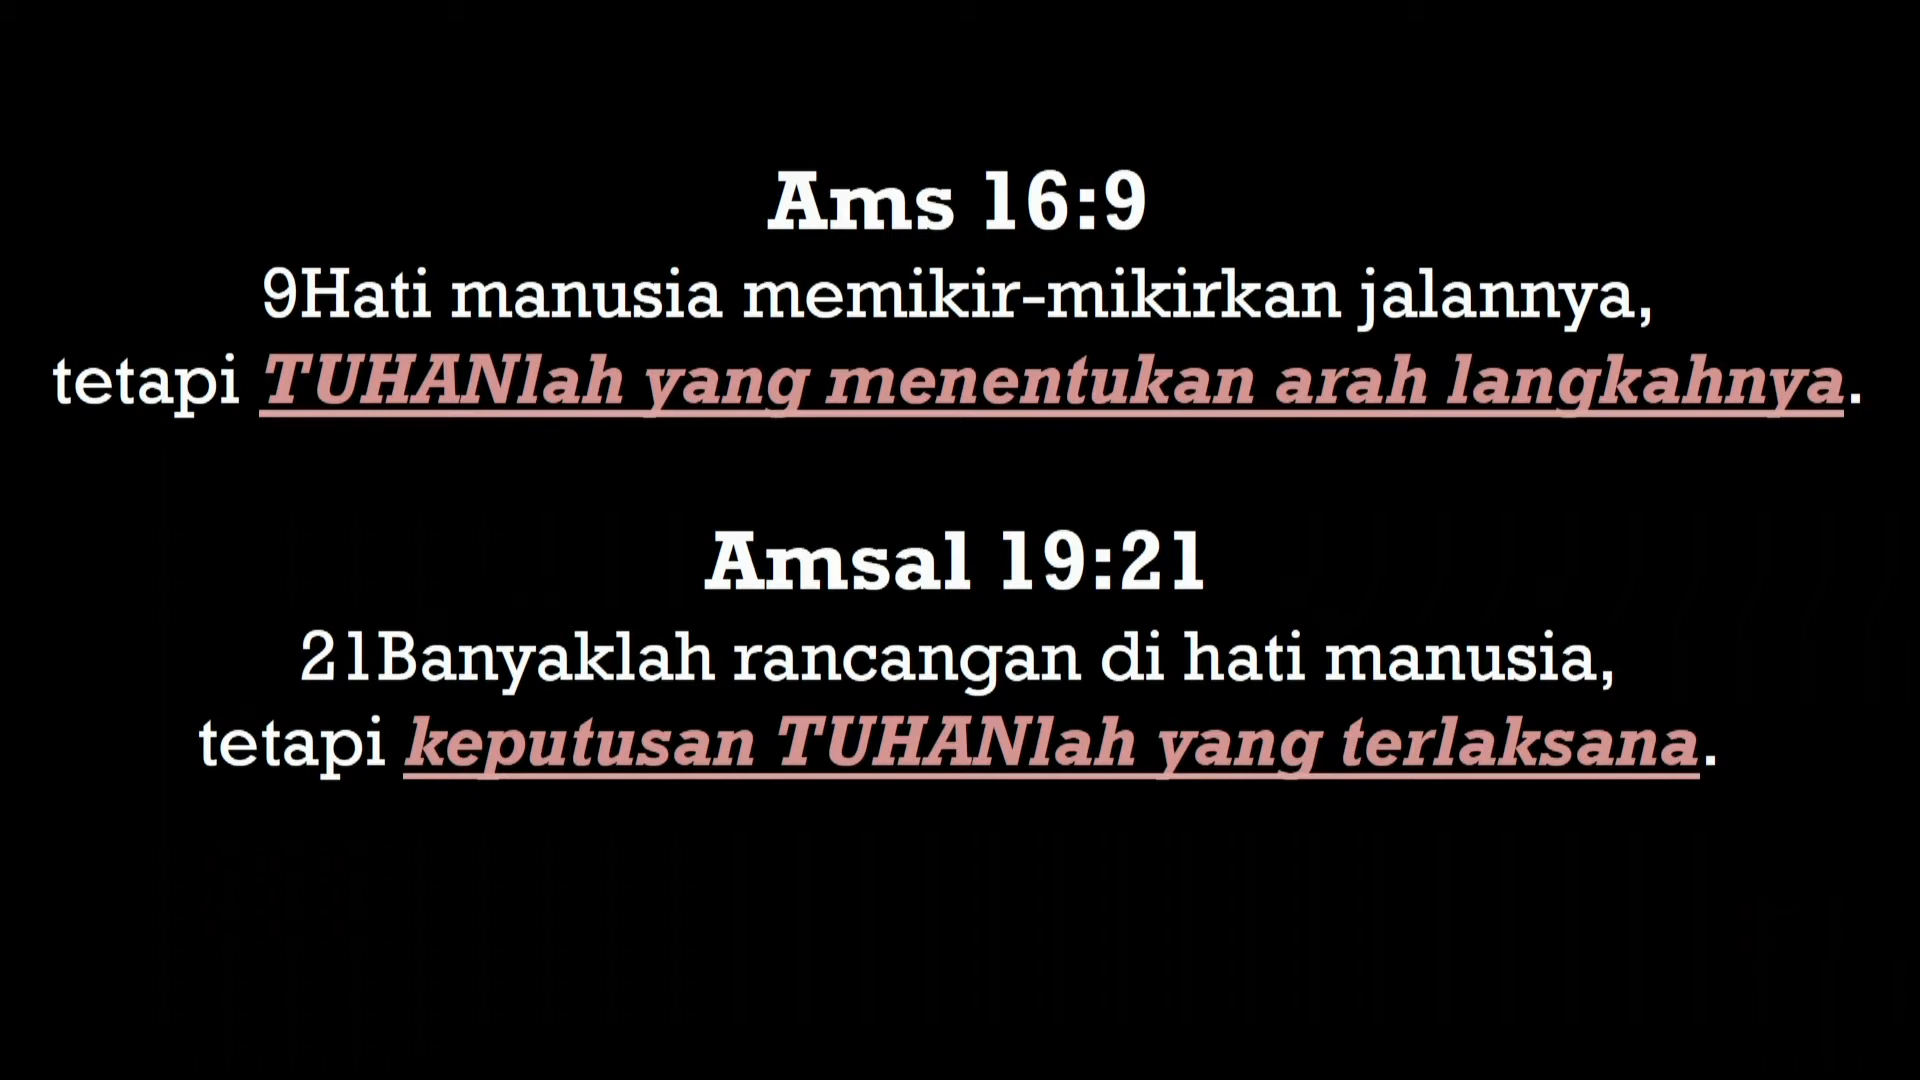 Ams 16:9
9Hati manusia memikir-mikirkan jalannya,
tetapi TUHANlah yang menentukan arah langkahnya.
Amsal 19:21
21Banyaklah rancangan di hati manusia,
tetapi keputusan TUHANlah yang terlaksana.